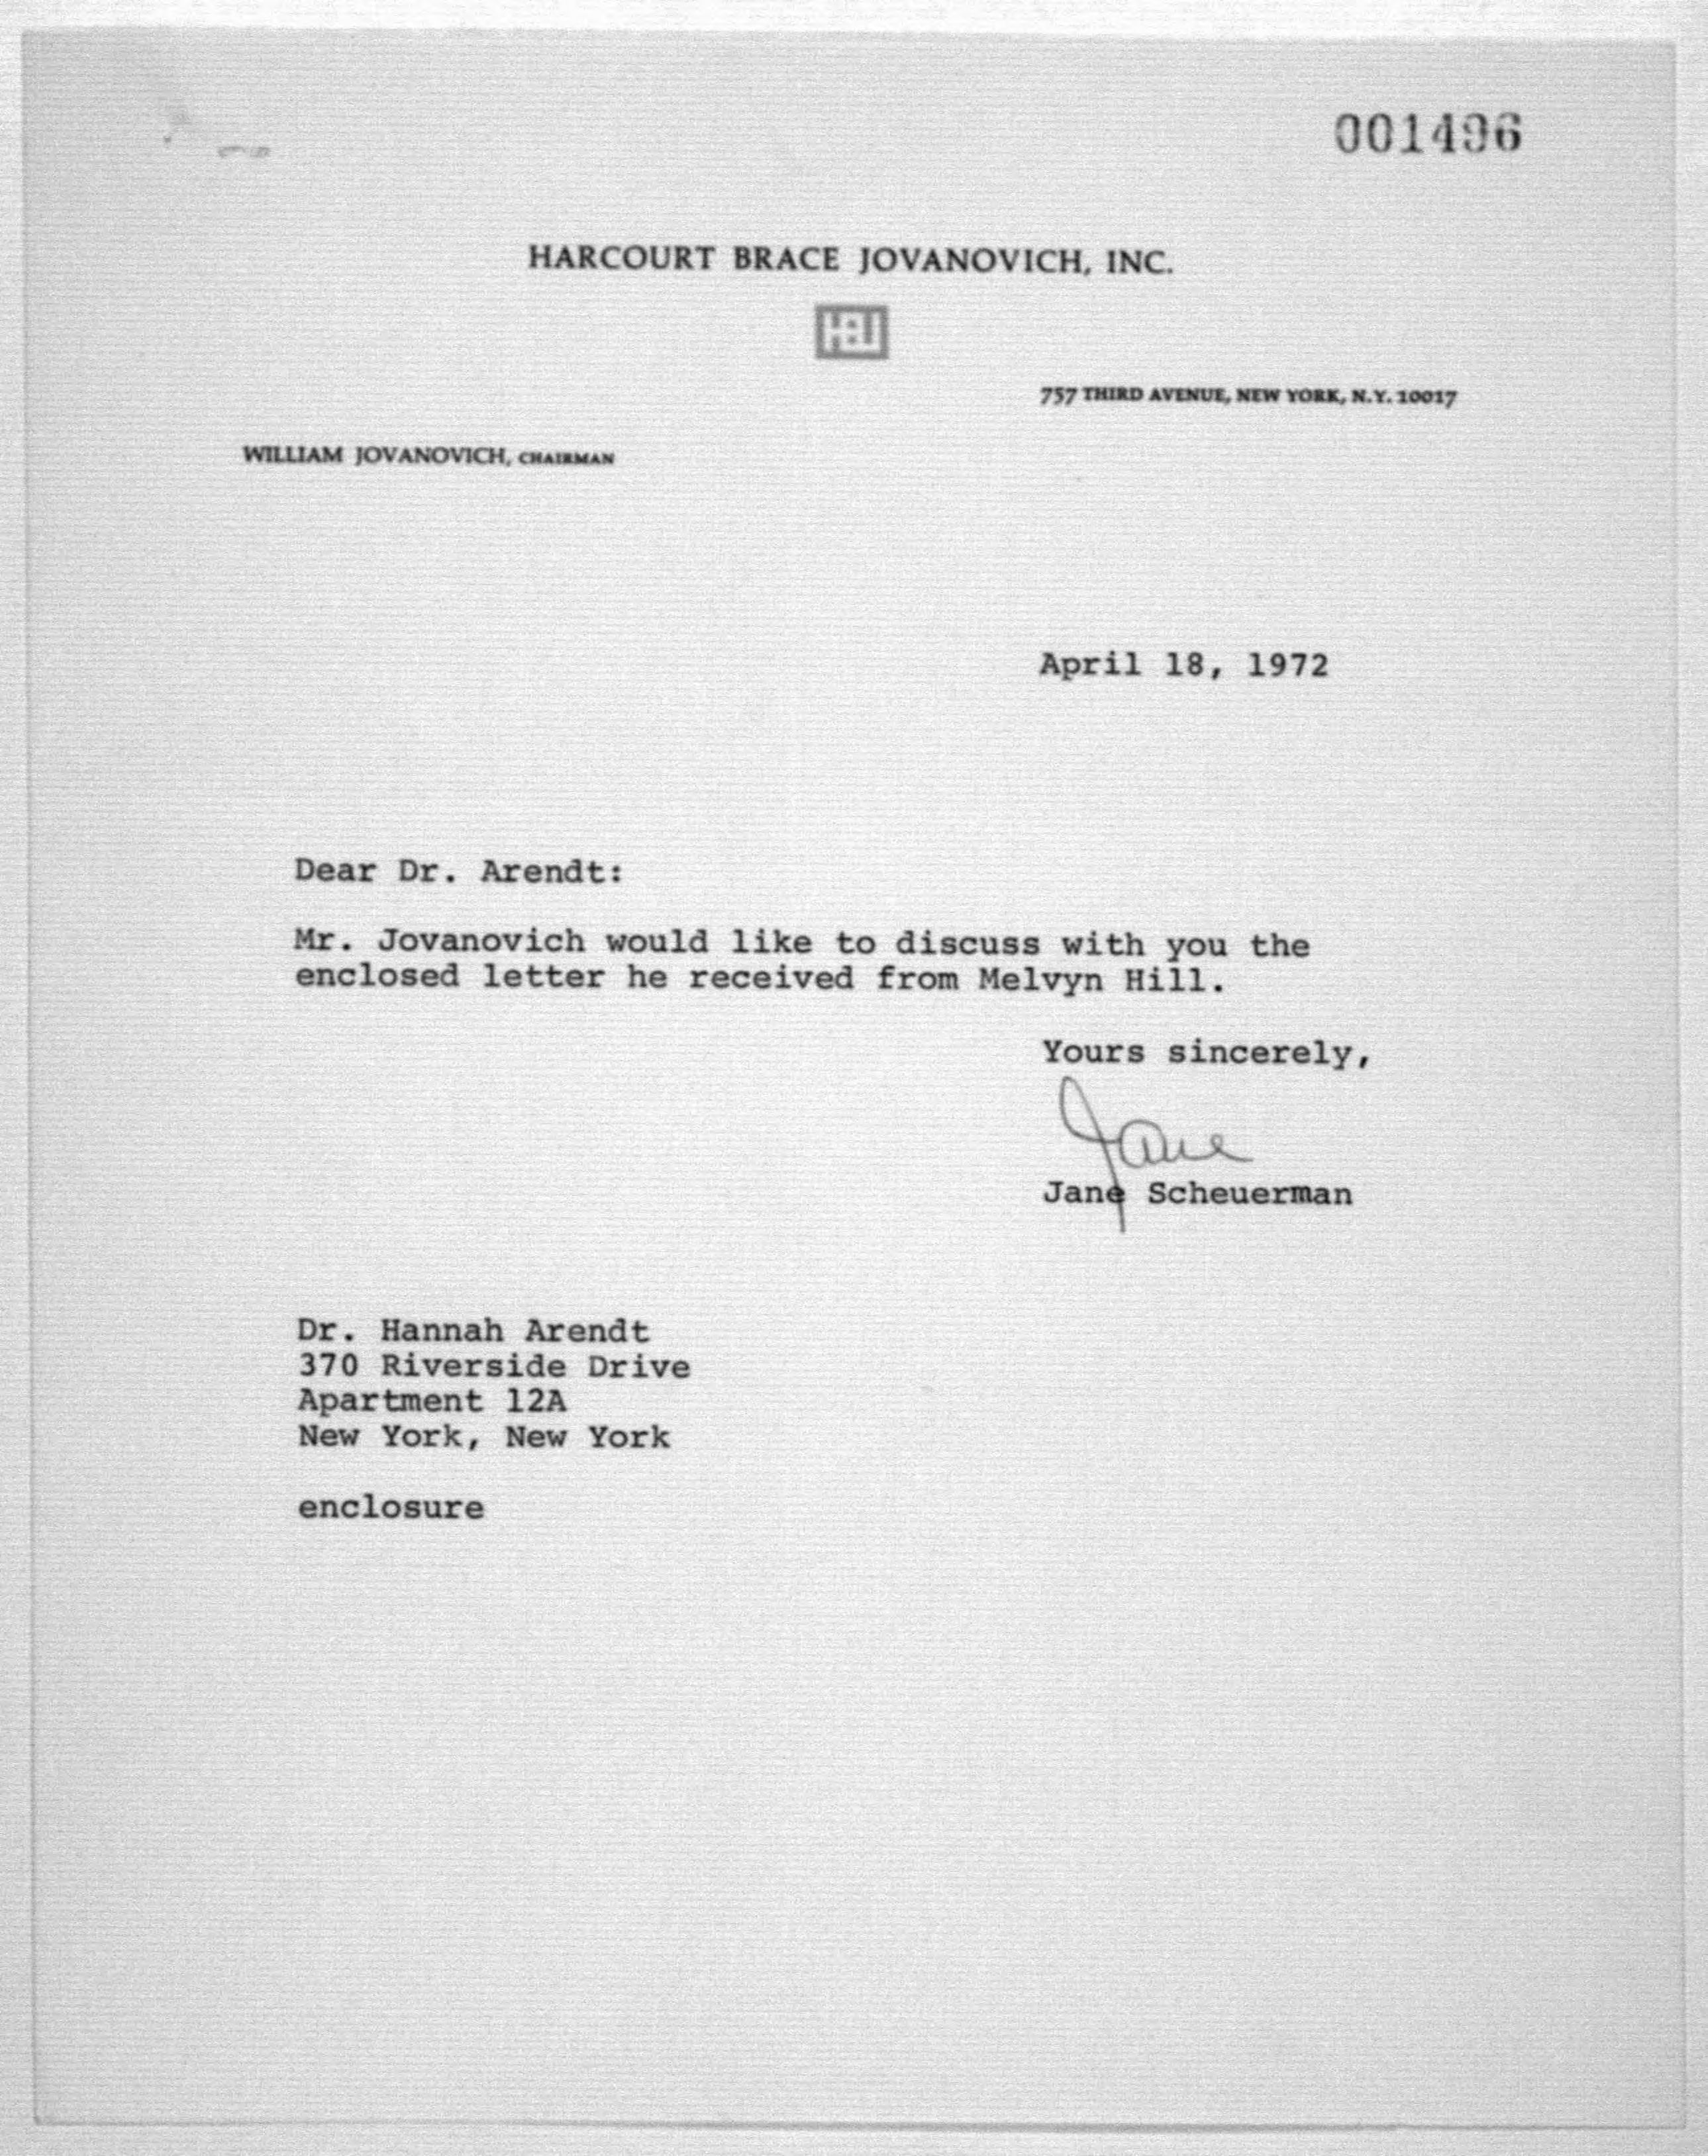 001496
HARCOURT BRACE JOVANOVICH, INC.
HBJ
757 THIRD AVENUE, NEW YORK, N.Y. 10017
WILLIAM JOVANOVICH, CHAIRMAN
April 18, 1972
Dear Dr. Arendt:
Mr. Jovanovich would like to discuss with you the
enclosed letter he received from Melvyn Hill.
Yours sincerely,
Jane
Jane Scheuerman
Dr. Hannah Arendt
370 Riverside Drive
Apartment 12A
New York, New York
enclosure